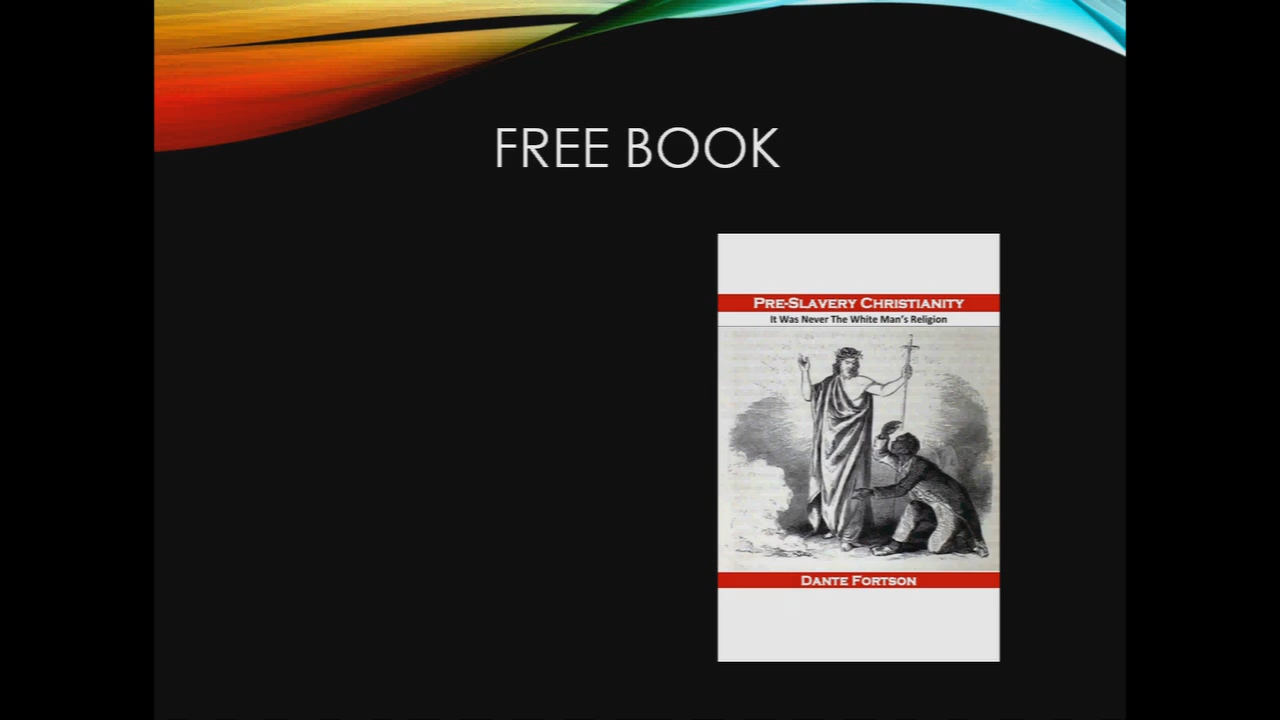 FREE BOOK
PRE-SLAVERY CHRISTIANITY
It Was Never The White Man's Religion
DANTE FORTSON